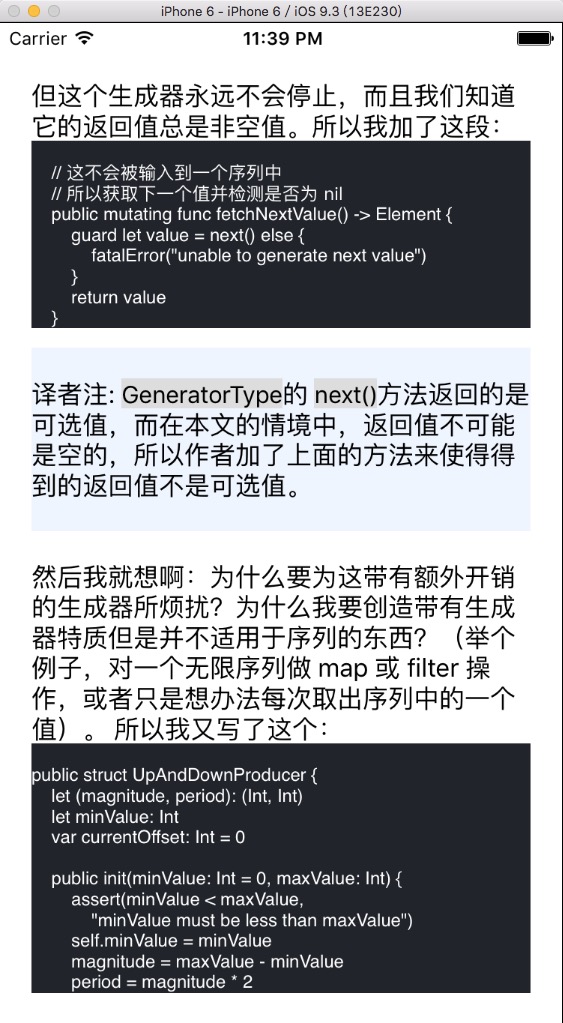 iPhone 6 - iPhone 6 / iOS 9.3 (13E230)
Carrier 11:39 PM
但这个生成器永远不会停止，而且我们知道
它的返回值总是非空值。所以我加了这段：
// 这不会被输入到一个序列中
// 所以获取下一个值并检测是否为 nil
public mutating func fetchNextValue() -> Element {
guard let value = next() else {
fatalError("unable to generate next value")
}
return value
}
译者注: GeneratorType的 next()方法返回的是
可选值，而在本文的情境中，返回值不可能
是空的，所以作者加了上面的方法来使得得
到的返回值不是可选值。
然后我就想啊：为什么要为这带有额外开销
的生成器所烦扰？为什么我要创造带有生成
器特质但是并不适用于序列的东西？（举个
例子，对一个无限序列做 map 或 filter 操
作，或者只是想办法每次取出序列中的一个
值）。 所以我又写了这个：
public struct UpAndDownProducer {
let (magnitude, period): (Int, Int)
let minValue: Int
var currentOffset: Int = 0
public init(minValue: Int = 0, maxValue: Int) {
assert(minValue < maxValue,
"minValue must be less than maxValue")
self.minValue = minValue
magnitude = maxValue - minValue
period = magnitude * 2